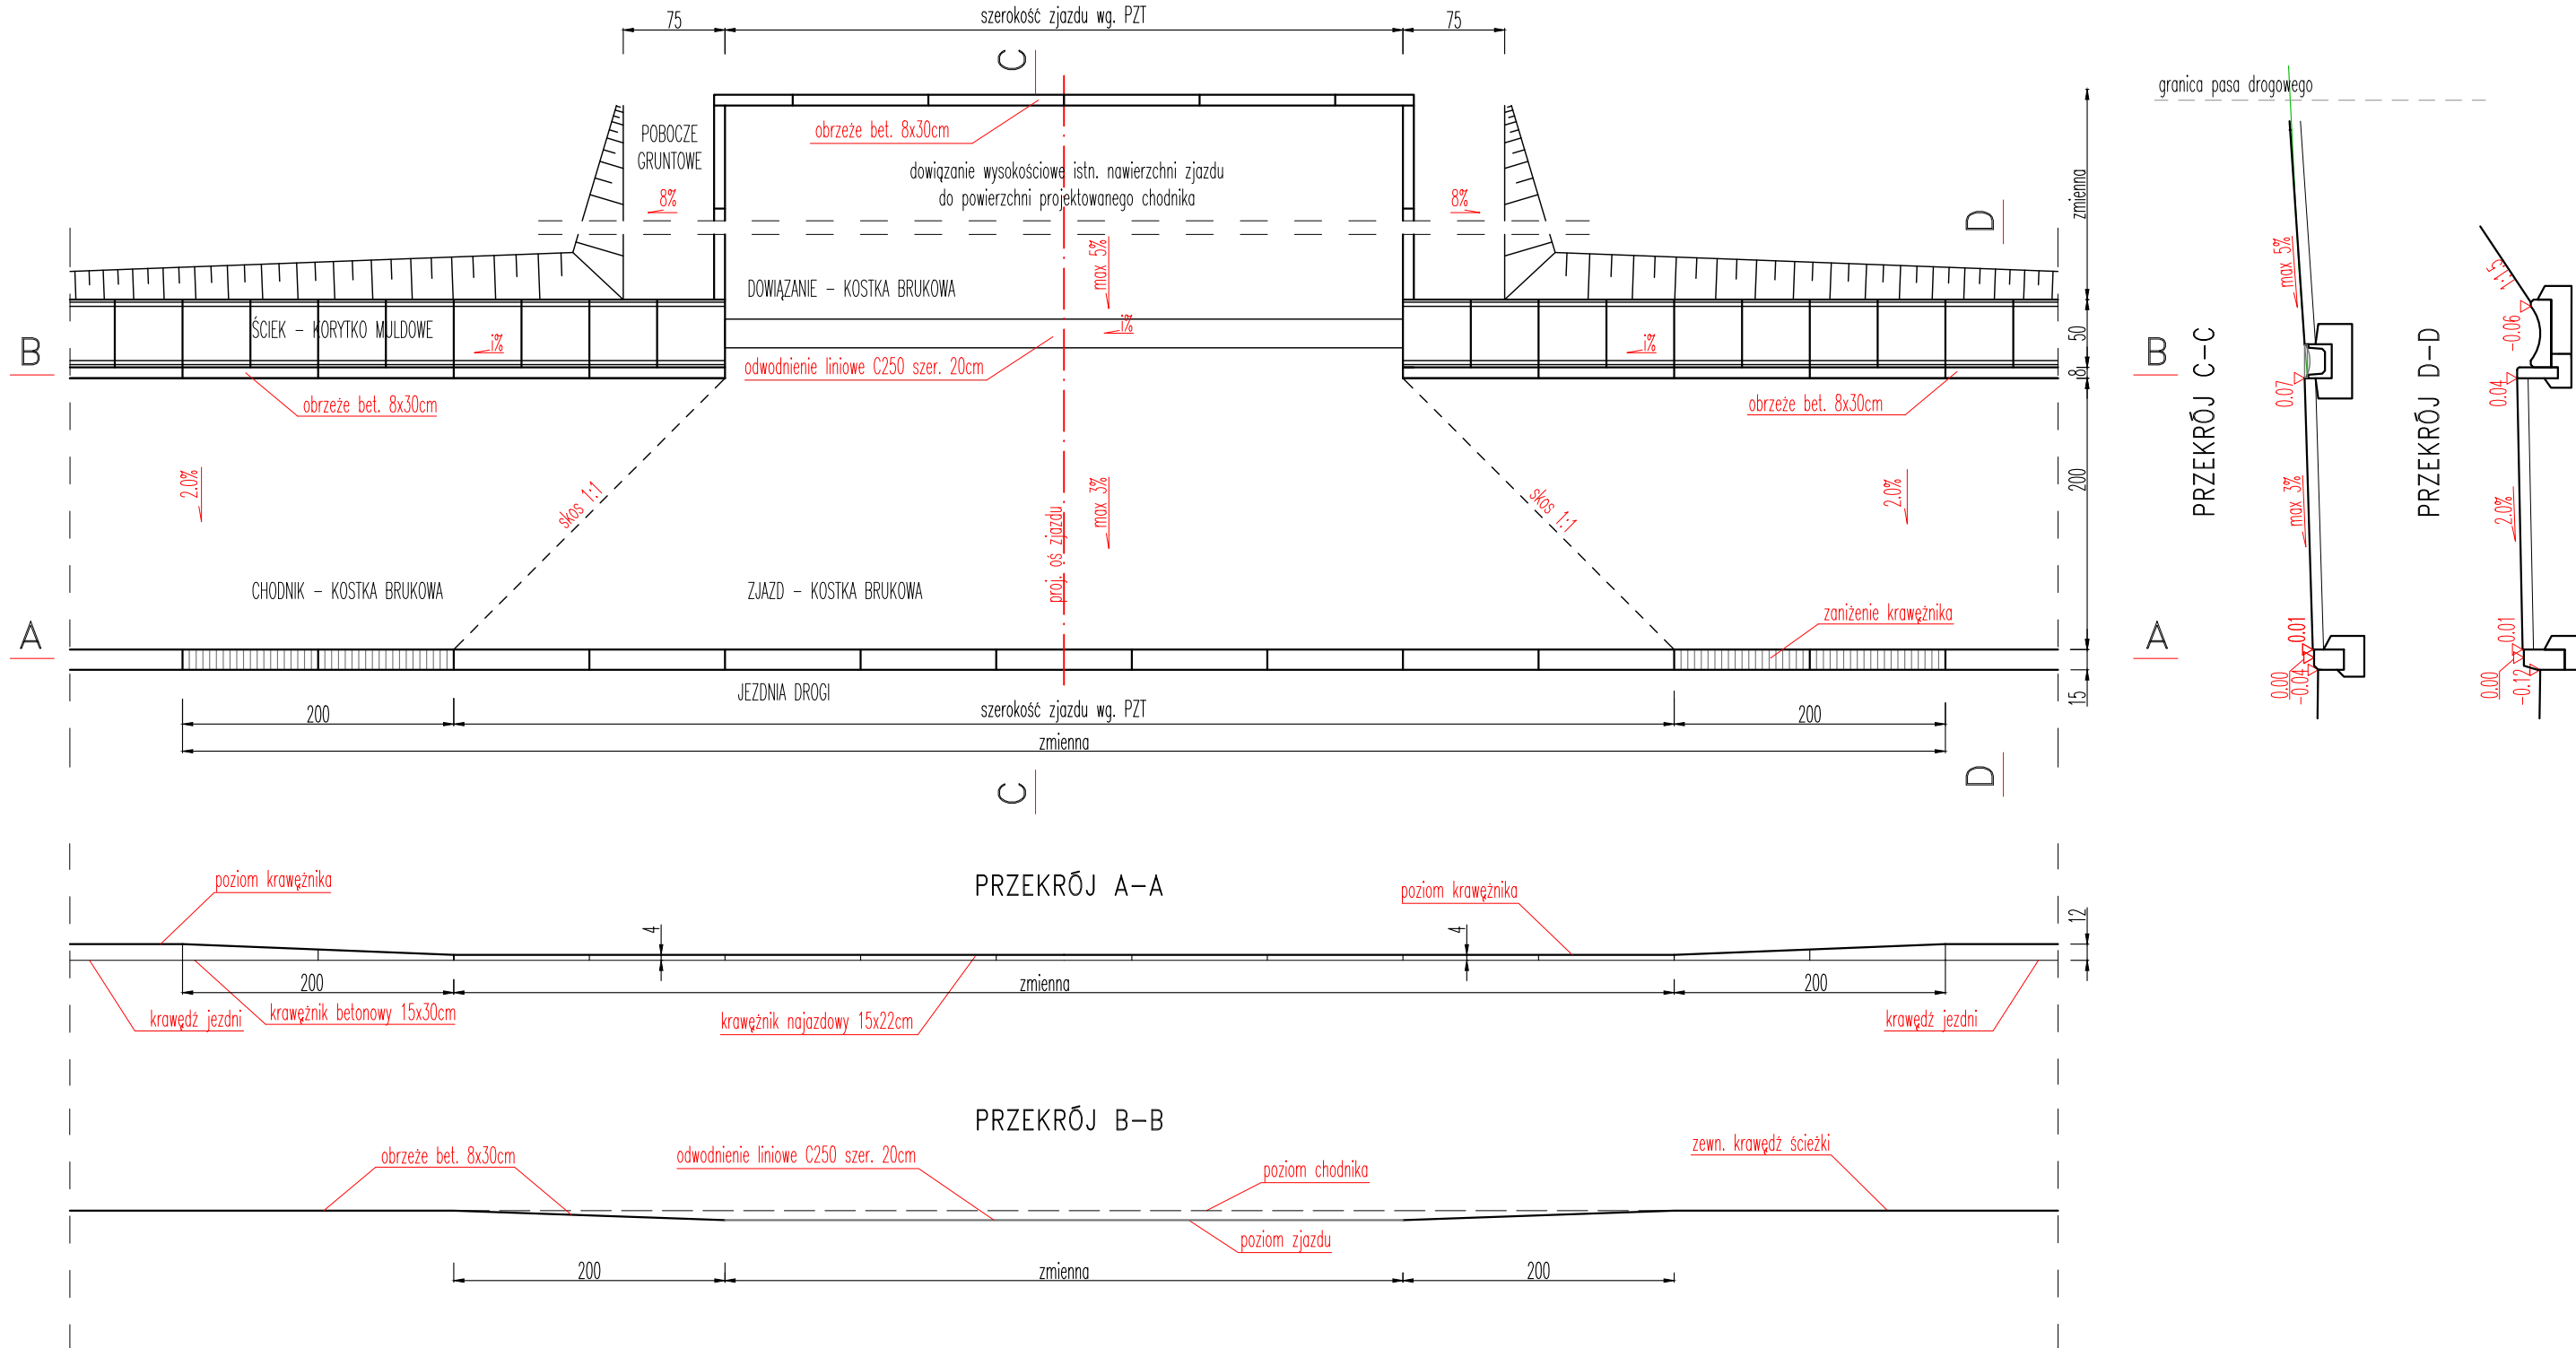 75
szerokość zjazdu wg. PZT
75
C
granica pasa drogowego
obrzeże bet. 8x30cm
POBOCZE
GRUNTOWE
8%
dowiązanie wysokościowe istn. nawierzchni zjazdu
do powierzchni projektowanego chodnika
8%
D
zmienna
max 5%
max 5%
1:1.5
DOWIĄZANIE – KOSTKA BRUKOWA
ŚCIEK – KORYTKO MULDOWE
i%
i%
i%
50
-0.06
B
B
odwodnienie liniowe C250 szer. 20cm
8
0.07
0.04
obrzeże bet. 8x30cm
obrzeże bet. 8x30cm
PRZEKRÓJ C–C
PRZEKRÓJ D–D
2.0%
skos 1:1
max 3%
skos 1:1
2.0%
200
max 3%
2.0%
proj. oś zjazdu
CHODNIK – KOSTKA BRUKOWA
ZJAZD – KOSTKA BRUKOWA
zaniżenie krawężnika
A
A
0.01
0.00
-0.04
0.01
0.00
-0.12
JEZDNIA DROGI
15
200
szerokość zjazdu wg. PZT
200
zmienna
C
D
PRZEKRÓJ A–A
poziom krawężnika
poziom krawężnika
4
4
12
200
zmienna
200
krawędź jezdni
krawężnik betonowy 15x30cm
krawężnik najazdowy 15x22cm
krawędź jezdni
PRZEKRÓJ B–B
obrzeże bet. 8x30cm
odwodnienie liniowe C250 szer. 20cm
poziom chodnika
zewn. krawędź ścieżki
poziom zjazdu
200
zmienna
200